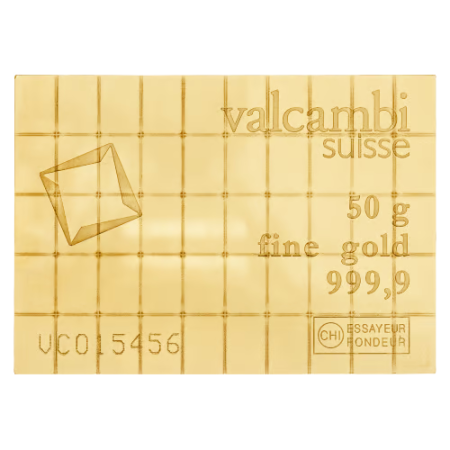 valcambi
suisse
50 g
fine gold
999,9
VC015456
CHI ESSAYEUR
FONDEUR